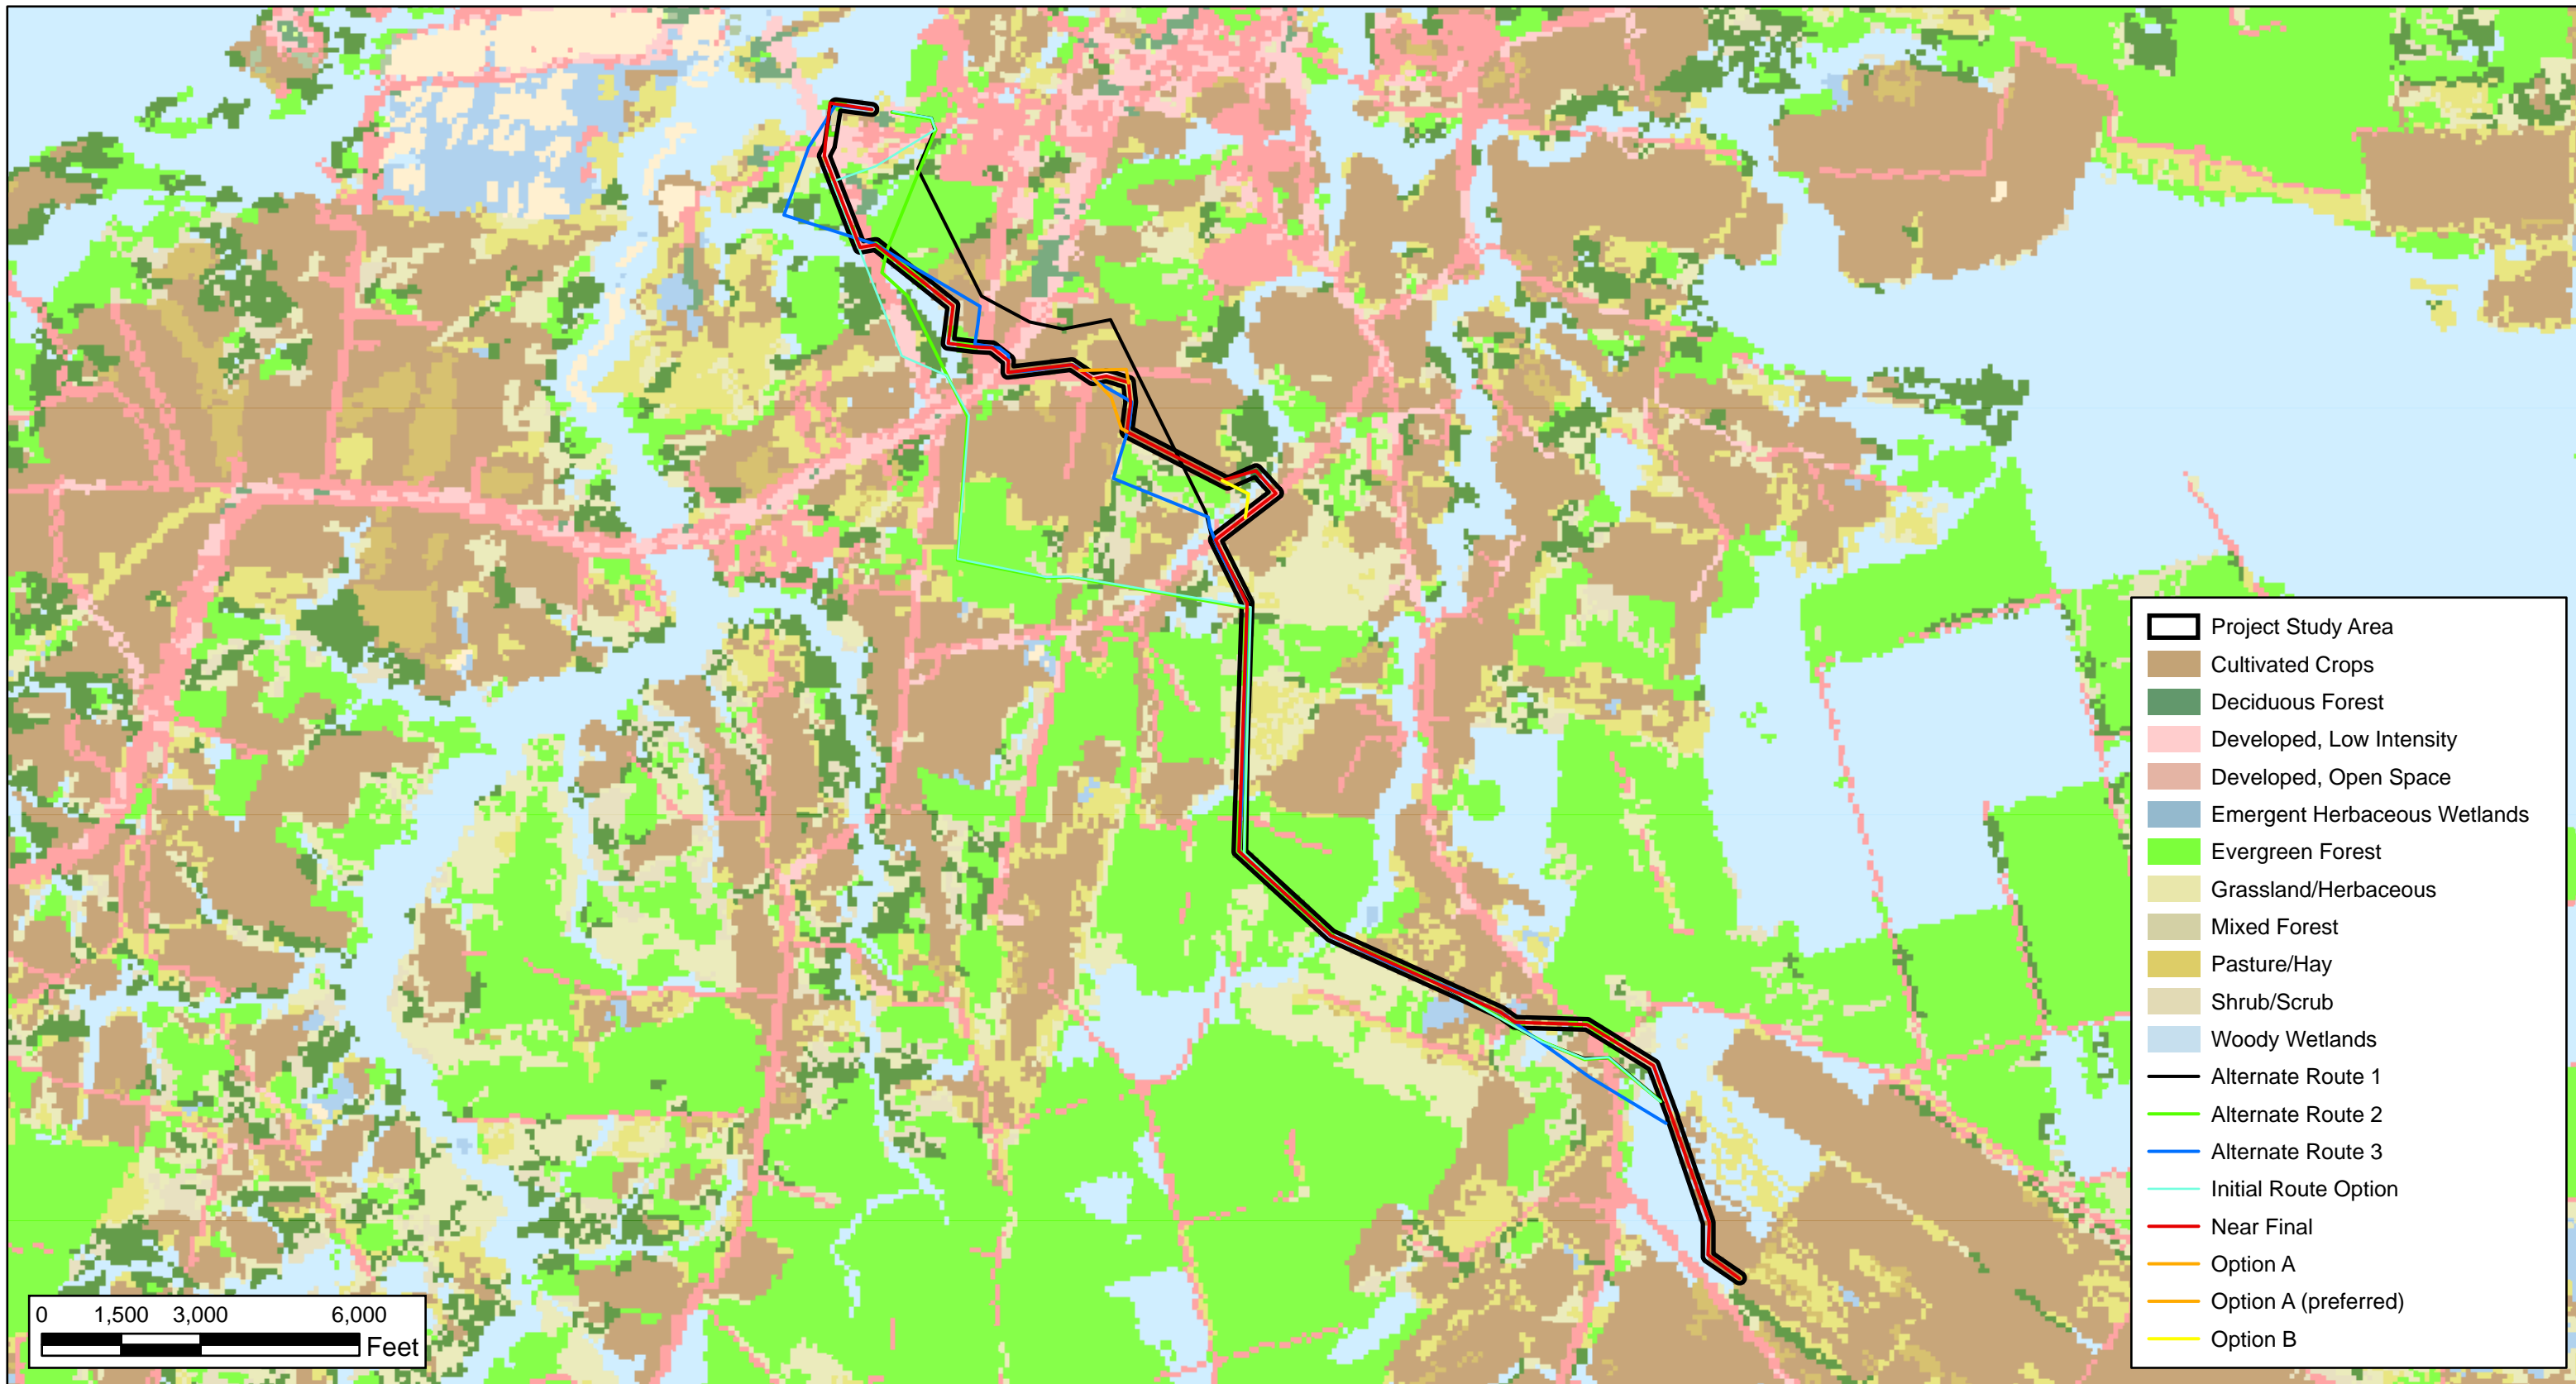 Project Study Area
Cultivated Crops
Deciduous Forest
Developed, Low Intensity
Developed, Open Space
Emergent Herbaceous Wetlands
Evergreen Forest
Grassland/Herbaceous
Mixed Forest
Pasture/Hay
Shrub/Scrub
Woody Wetlands
Alternate Route 1
Alternate Route 2
Alternate Route 3
Initial Route Option
Near Final
Option A
Option A (preferred)
Option B
0 1,500 3,000 6,000
Feet